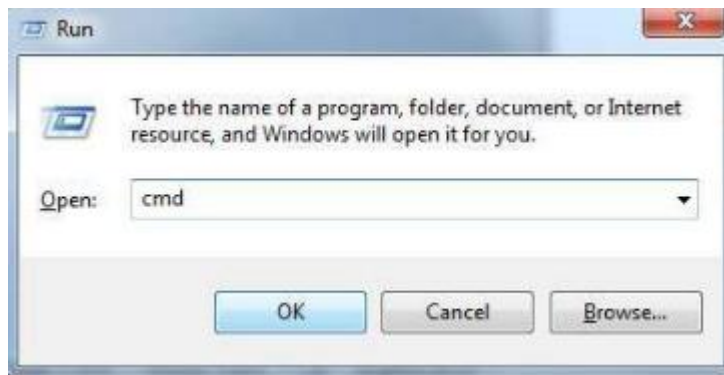 Run
Type the name of a program, folder, document, or Internet
resource, and Windows will open it for you.
Open: cmd
OK Cancel Browse...